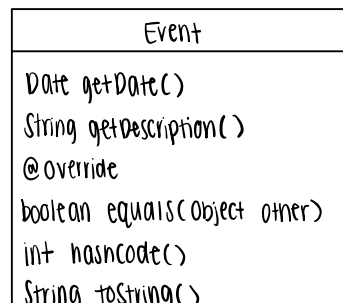 Event
Date getDate()
String getDescription()
@override
boolean equals(Object other)
int hashcode()
String toString()